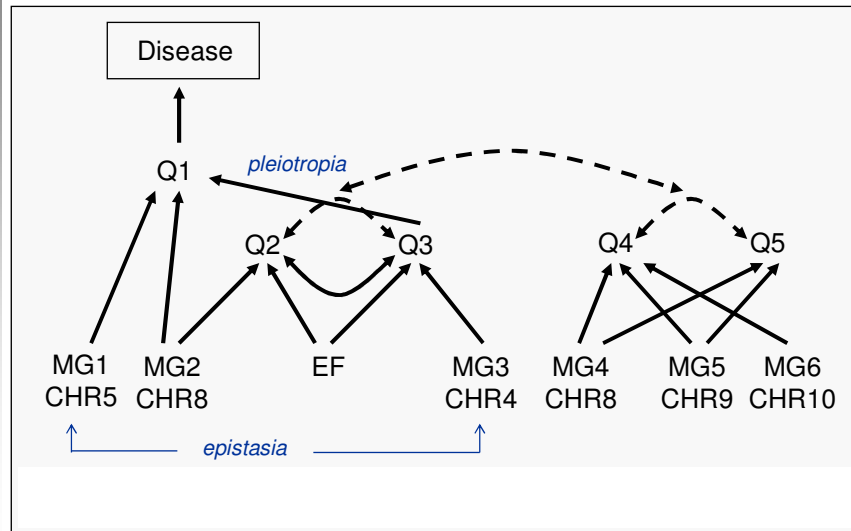 Disease
Q1
pleiotropia
Q2
Q3
Q4
Q5
MG1
CHR5
MG2
CHR8
EF
MG3
CHR4
MG4
CHR8
MG5
CHR9
MG6
CHR10
epistasia